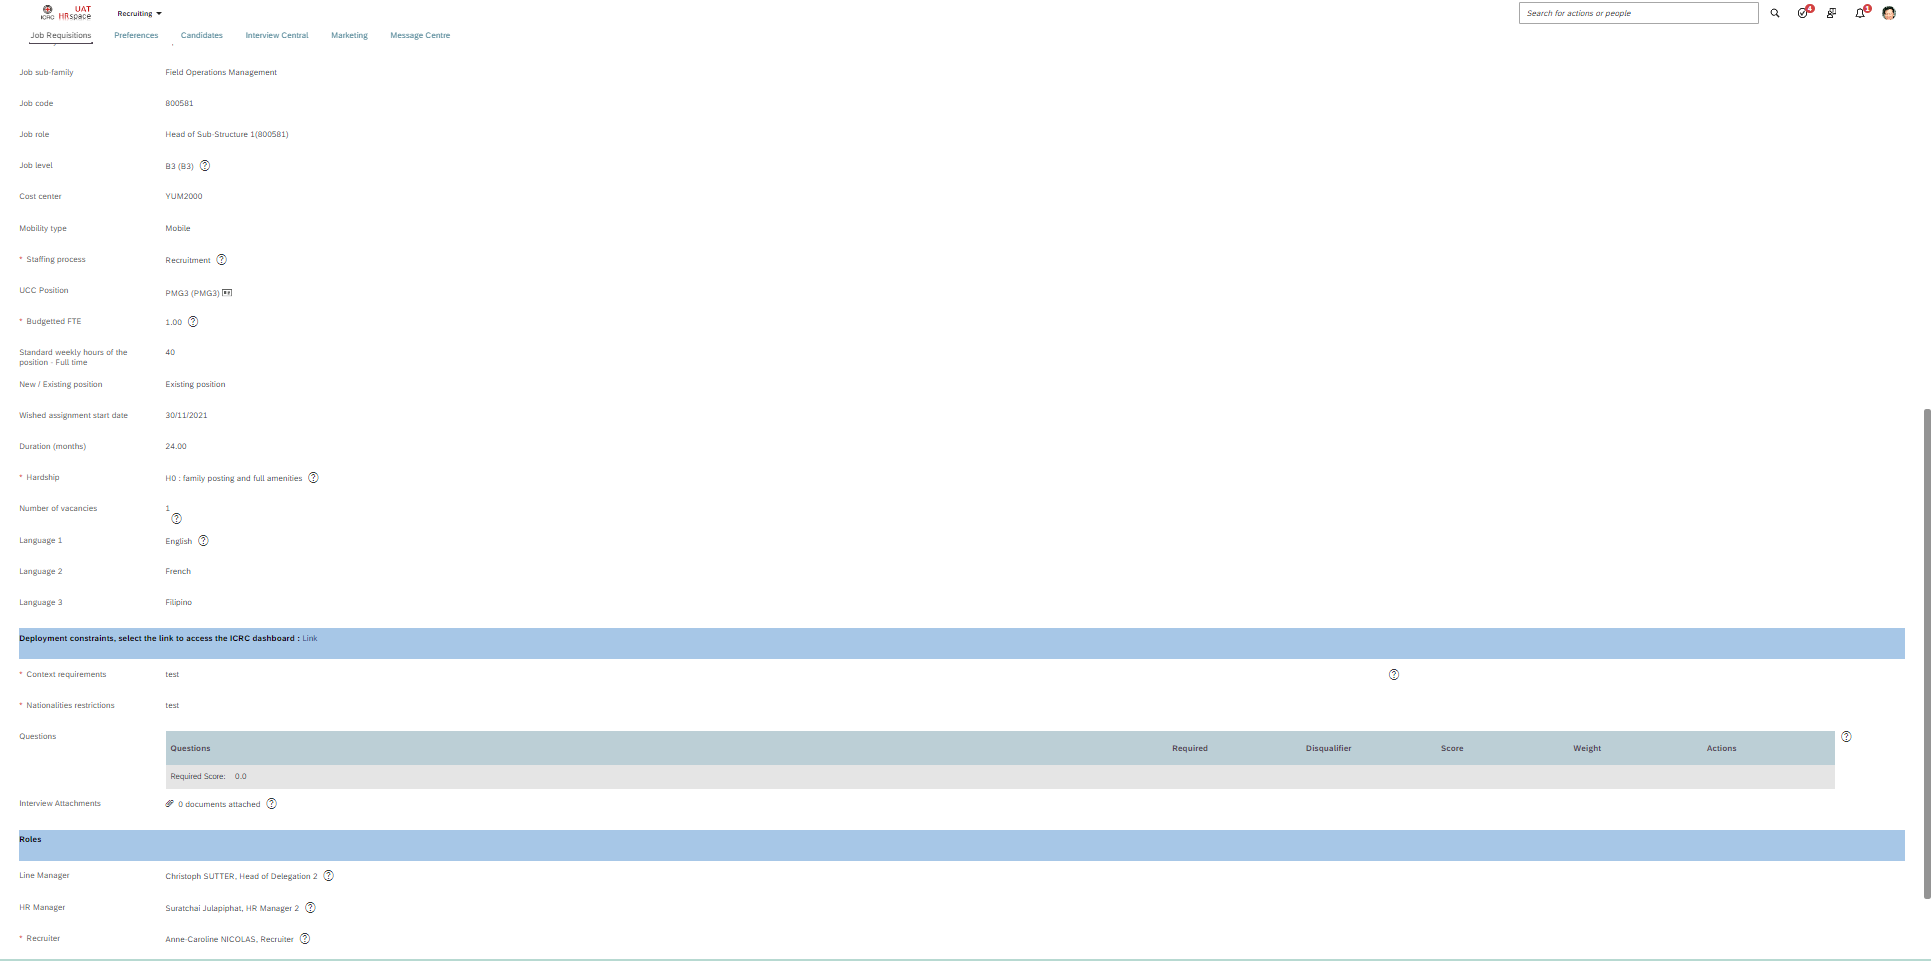 ICRC UAT HRspace
Recruiting
Search for actions or people
4
1
Job Requisitions Preferences Candidates Interview Central Marketing Message Centre
Job sub-family Field Operations Management
Job code 800581
Job role Head of Sub-Structure 1(800581)
Job level B3 (B3) ?
Cost center YUM2000
Mobility type Mobile
* Staffing process Recruitment ?
UCC Position PMG3 (PMG3)
* Budgetted FTE 1.00 ?
Standard weekly hours of the position - Full time 40
New / Existing position Existing position
Wished assignment start date 30/11/2021
Duration (months) 24.00
* Hardship H0 : family posting and full amenities ?
Number of vacancies 1 ?
Language 1 English ?
Language 2 French
Language 3 Filipino
Deployment constraints, select the link to access the ICRC dashboard : Link
* Context requirements test ?
* Nationalities restrictions test
Questions
Questions Required Disqualifier Score Weight Actions ?
Required Score: 0.0
Interview Attachments 0 documents attached ?
Roles
Line Manager Christoph SUTTER, Head of Delegation 2 ?
HR Manager Suratchai Julapiphat, HR Manager 2 ?
* Recruiter Anne-Caroline NICOLAS, Recruiter ?